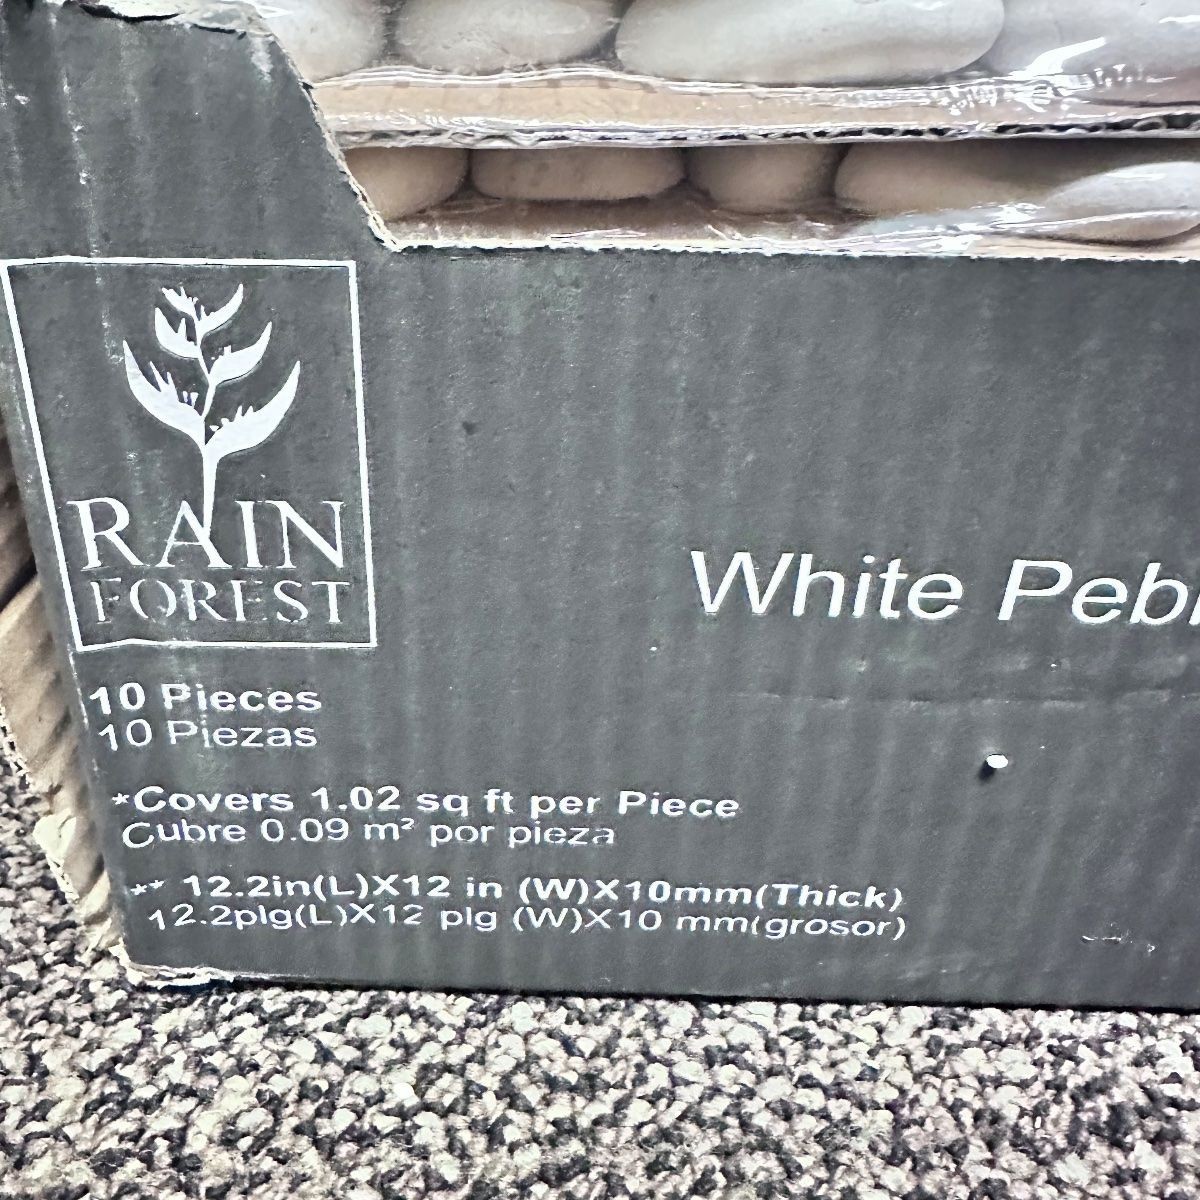 RAIN
FOREST
White
10 Pieces
10 Piezas
*Covers 1.02 sq ft per Piece
Cubre 0.09 m² por pieza
** 12.2in(L)X12 in (W)X10mm(Thick)
12.2plg(L)X12 plg (W)X10 mm(grosor)